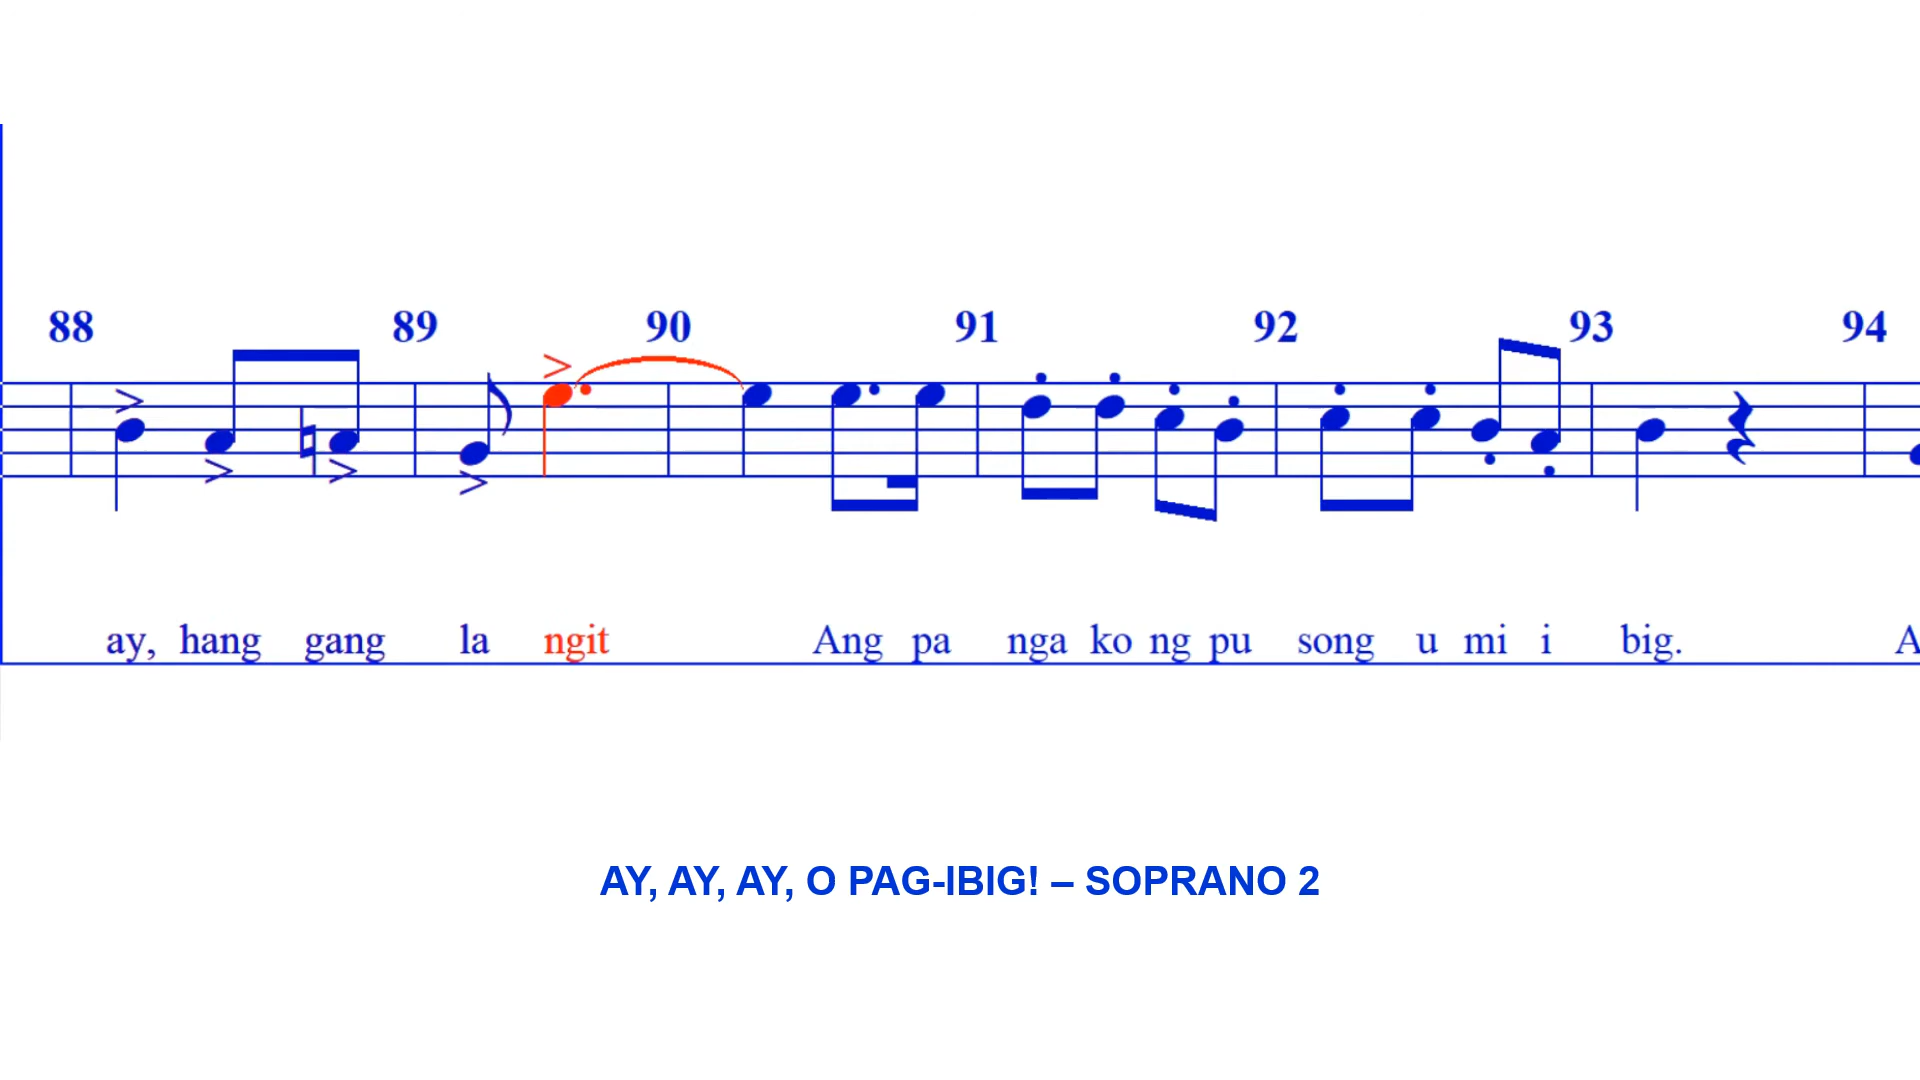 88 89 90 91 92 93 94
ay, hang gang la ngit Ang pa nga ko ng pu song u mi i big. A
AY, AY, AY, O PAG-IBIG! – SOPRANO 2